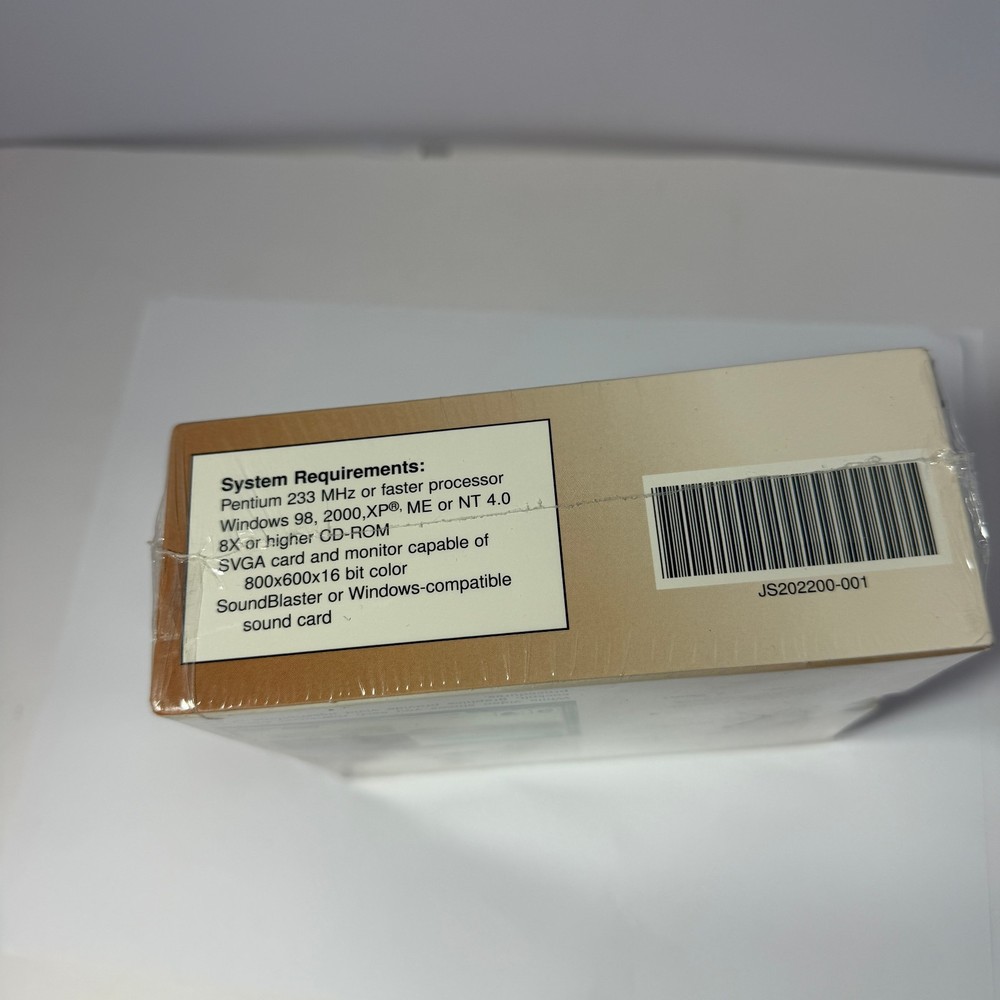 System Requirements:
Pentium 233 MHz or faster processor
Windows 98, 2000,XP®, ME or NT 4.0
8X or higher CD-ROM
SVGA card and monitor capable of
800x600x16 bit color
SoundBlaster or Windows-compatible
sound card
JS202200-001